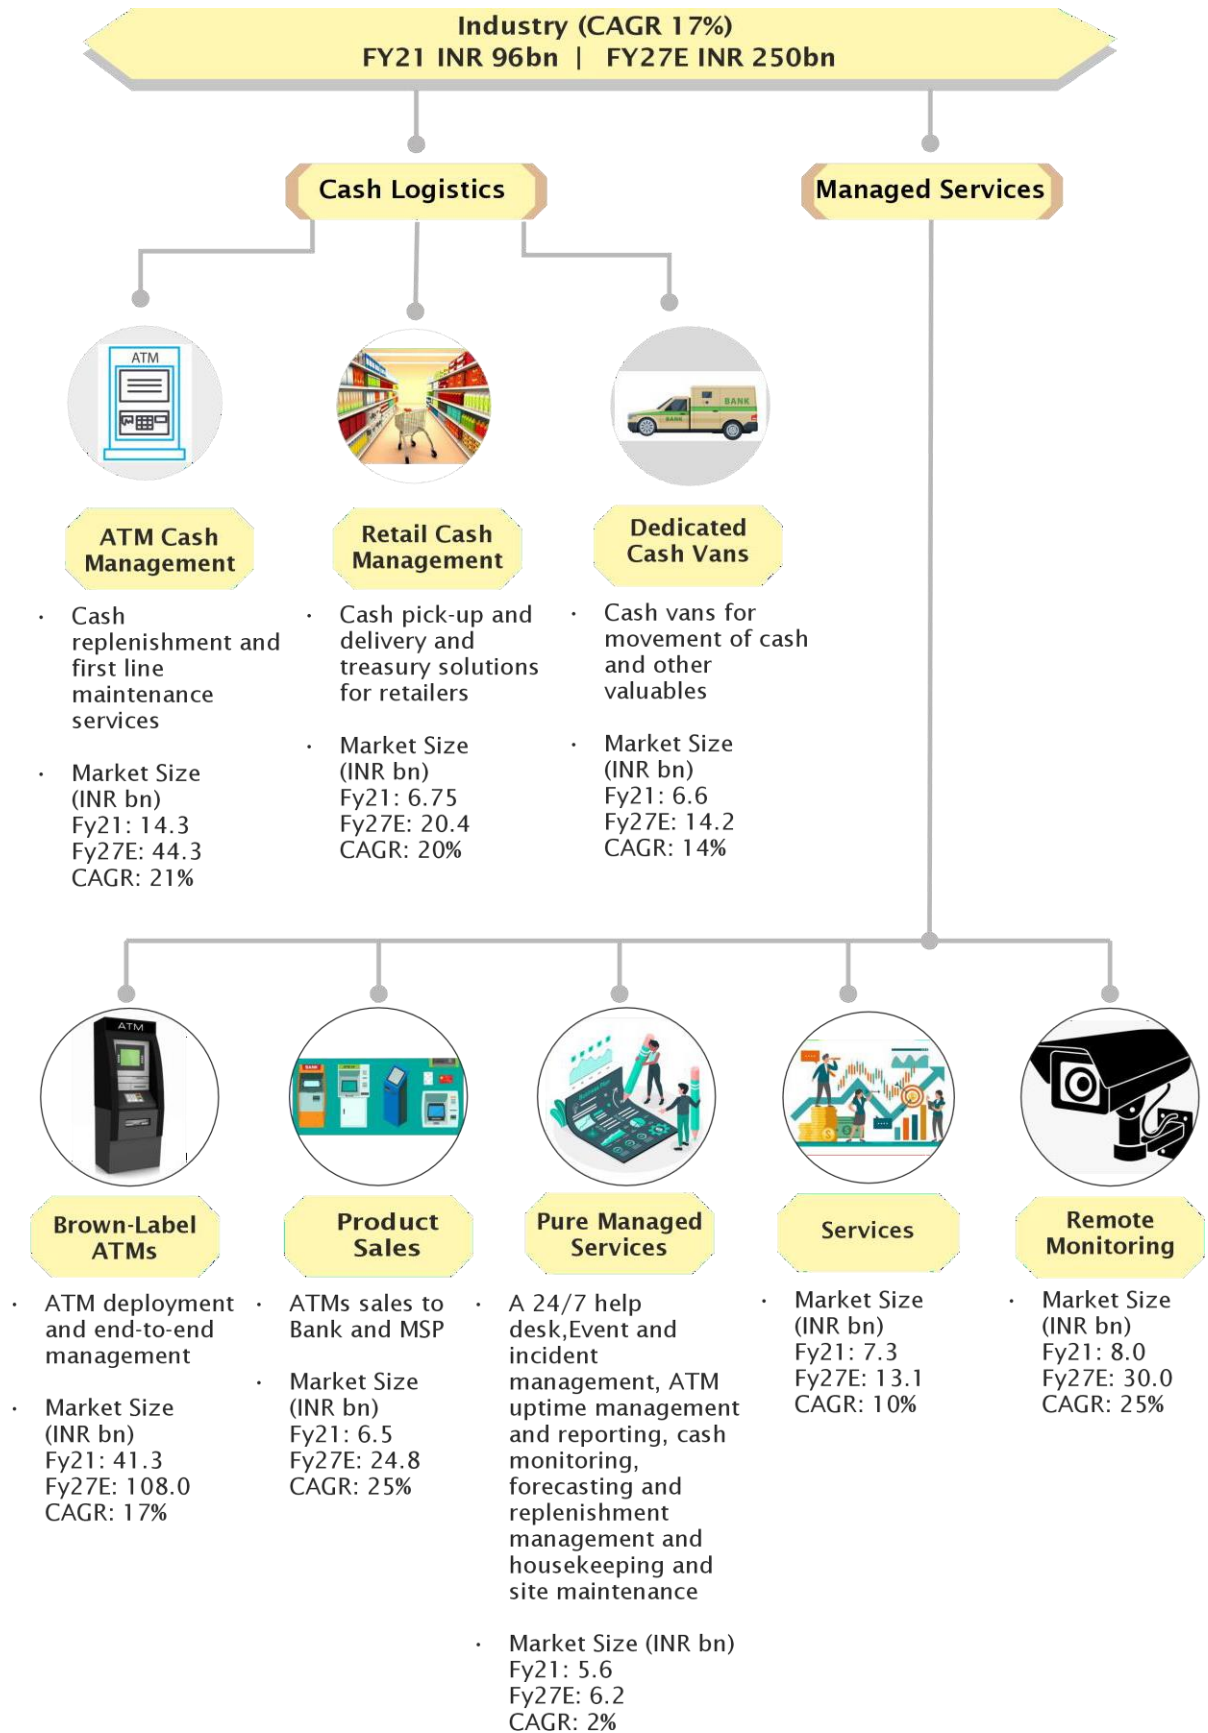 Industry (CAGR 17%)
FY21 INR 96bn | FY27E INR 250bn
Cash Logistics
Managed Services
ATM
BANK
BANK
ATM Cash
Management
· Cash
replenishment and
first line
maintenance
services
· Market Size
(INR bn)
Fy21: 14.3
Fy27E: 44.3
CAGR: 21%
Retail Cash
Management
· Cash pick-up and
delivery and
treasury solutions
for retailers
· Market Size
(INR bn)
Fy21: 6.75
Fy27E: 20.4
CAGR: 20%
Dedicated
Cash Vans
· Cash vans for
movement of cash
and other
valuables
· Market Size
(INR bn)
Fy21: 6.6
Fy27E: 14.2
CAGR: 14%
ATM
BANK
Brown-Label
ATMs
· ATM deployment
and end-to-end
management
· Market Size
(INR bn)
Fy21: 41.3
Fy27E: 108.0
CAGR: 17%
Product
Sales
· ATMs sales to
Bank and MSP
· Market Size
(INR bn)
Fy21: 6.5
Fy27E: 24.8
CAGR: 25%
Pure Managed
Services
· A 24/7 help
desk,Event and
incident
management, ATM
uptime management
and reporting, cash
monitoring,
forecasting and
replenishment
management and
housekeeping and
site maintenance
· Market Size (INR bn)
Fy21: 5.6
Fy27E: 6.2
CAGR: 2%
Services
· Market Size
(INR bn)
Fy21: 7.3
Fy27E: 13.1
CAGR: 10%
Remote
Monitoring
· Market Size
(INR bn)
Fy21: 8.0
Fy27E: 30.0
CAGR: 25%